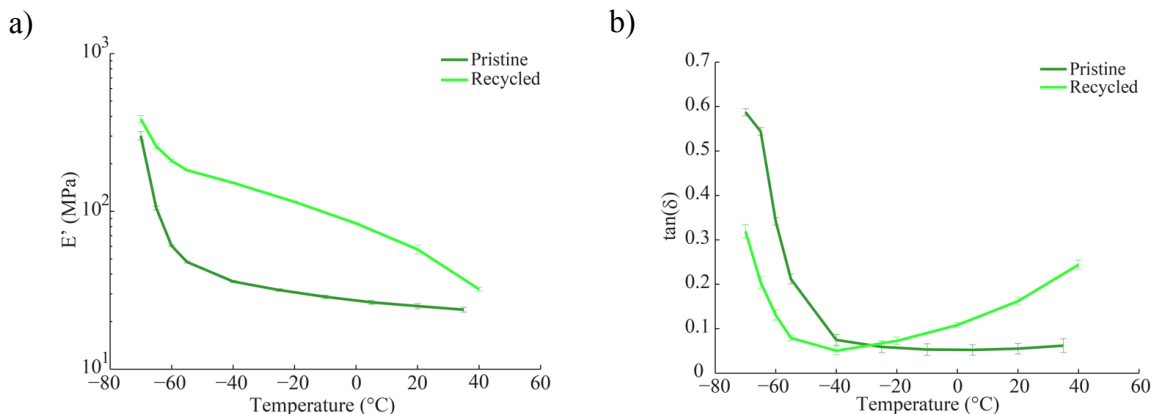 a)
10³
10²
10¹
E' (MPa)
Pristine
Recycled
−80 −60 −40 −20 0 20 40 60
Temperature (°C)
b)
0.7
0.6
0.5
0.4
0.3
0.2
0.1
0
tan(δ)
Pristine
Recycled
−80 −60 −40 −20 0 20 40 60
Temperature (°C)